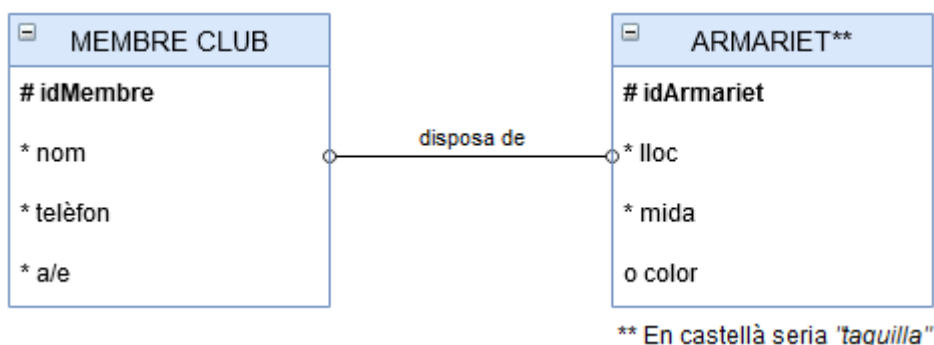 MEMBRE CLUB
# idMembre
* nom
* telèfon
* a/e
disposa de
ARMARIET**
# idArmariet
* lloc
* mida
o color
** En castellà seria "taquilla"